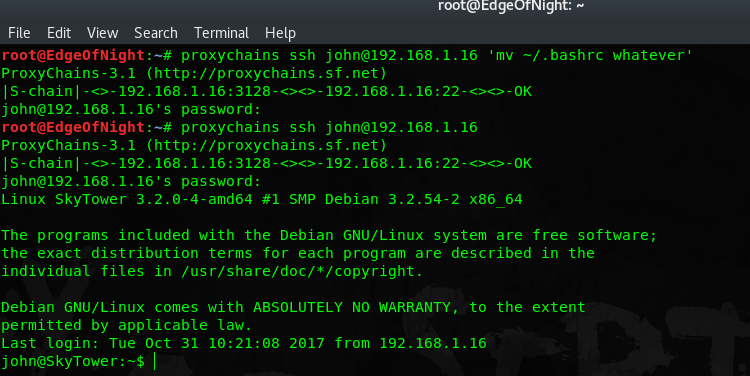 root@EdgeOfNight: ~
File Edit View Search Terminal Help
root@EdgeOfNight:~# proxychains ssh john@192.168.1.16 'mv ~/.bashrc whatever'
ProxyChains-3.1 (http://proxychains.sf.net)
|S-chain|-<>-192.168.1.16:3128-<><>-192.168.1.16:22-<><>-OK
john@192.168.1.16's password:
root@EdgeOfNight:~# proxychains ssh john@192.168.1.16
ProxyChains-3.1 (http://proxychains.sf.net)
|S-chain|-<>-192.168.1.16:3128-<><>-192.168.1.16:22-<><>-OK
john@192.168.1.16's password:
Linux SkyTower 3.2.0-4-amd64 #1 SMP Debian 3.2.54-2 x86_64
The programs included with the Debian GNU/Linux system are free software;
the exact distribution terms for each program are described in the
individual files in /usr/share/doc/*/copyright.
Debian GNU/Linux comes with ABSOLUTELY NO WARRANTY, to the extent
permitted by applicable law.
Last login: Tue Oct 31 10:21:08 2017 from 192.168.1.16
john@SkyTower:~$